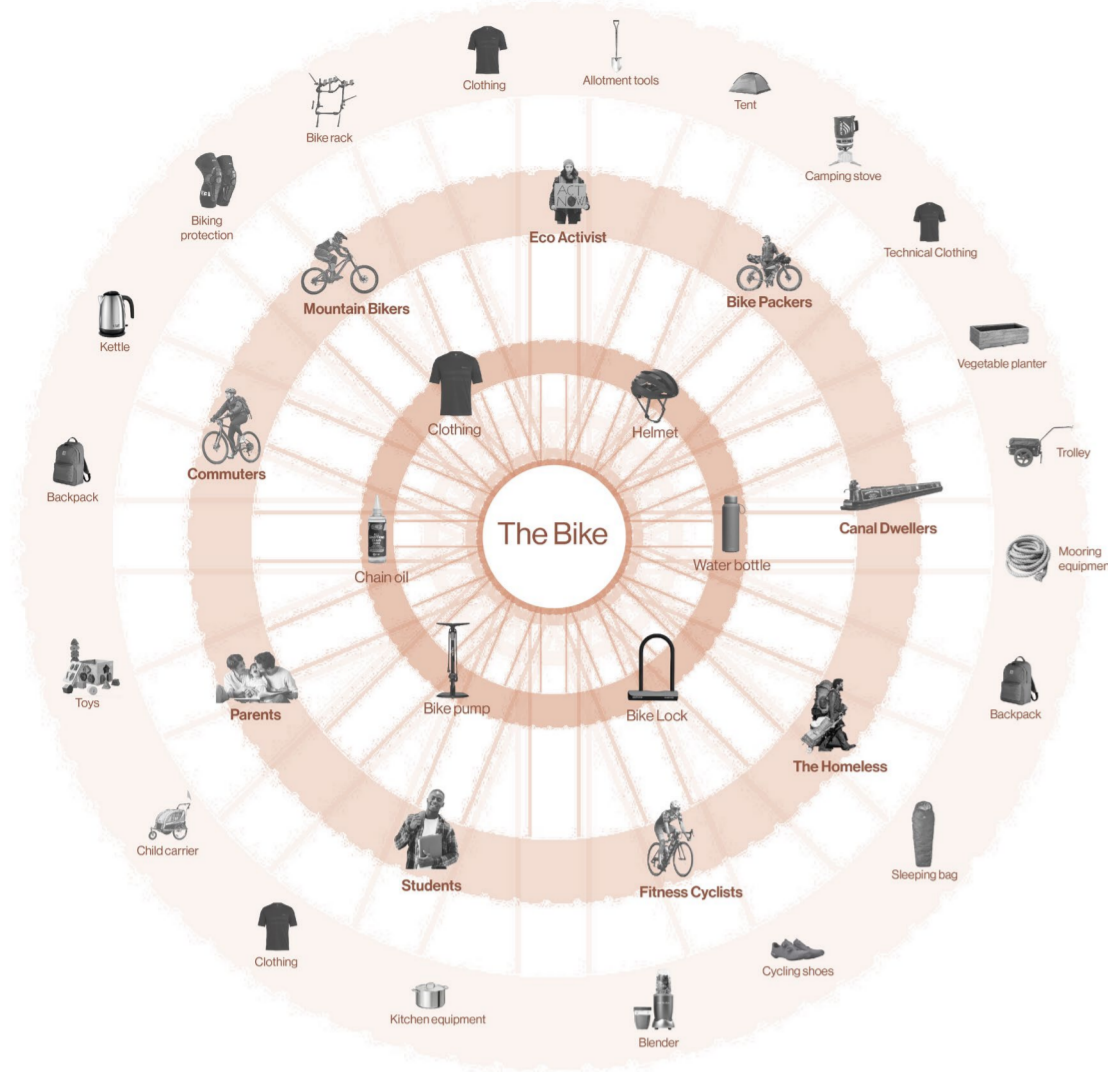 Clothing
Allotment tools
Tent
Bike rack
Camping stove
ACT
NOW
Biking
protection
Eco Activist
Technical Clothing
Mountain Bikers
Bike Packers
Kettle
Vegetable planter
Clothing
Helmet
Commuters
Trolley
Backpack
The Bike
Canal Dwellers
Chain oil
Water bottle
Mooring
equipmen
Toys
Parents
Bike pump
Bike Lock
Backpack
The Homeless
Child carrier
Students
Fitness Cyclists
Sleeping bag
Clothing
Cycling shoes
Kitchen equipment
Blender